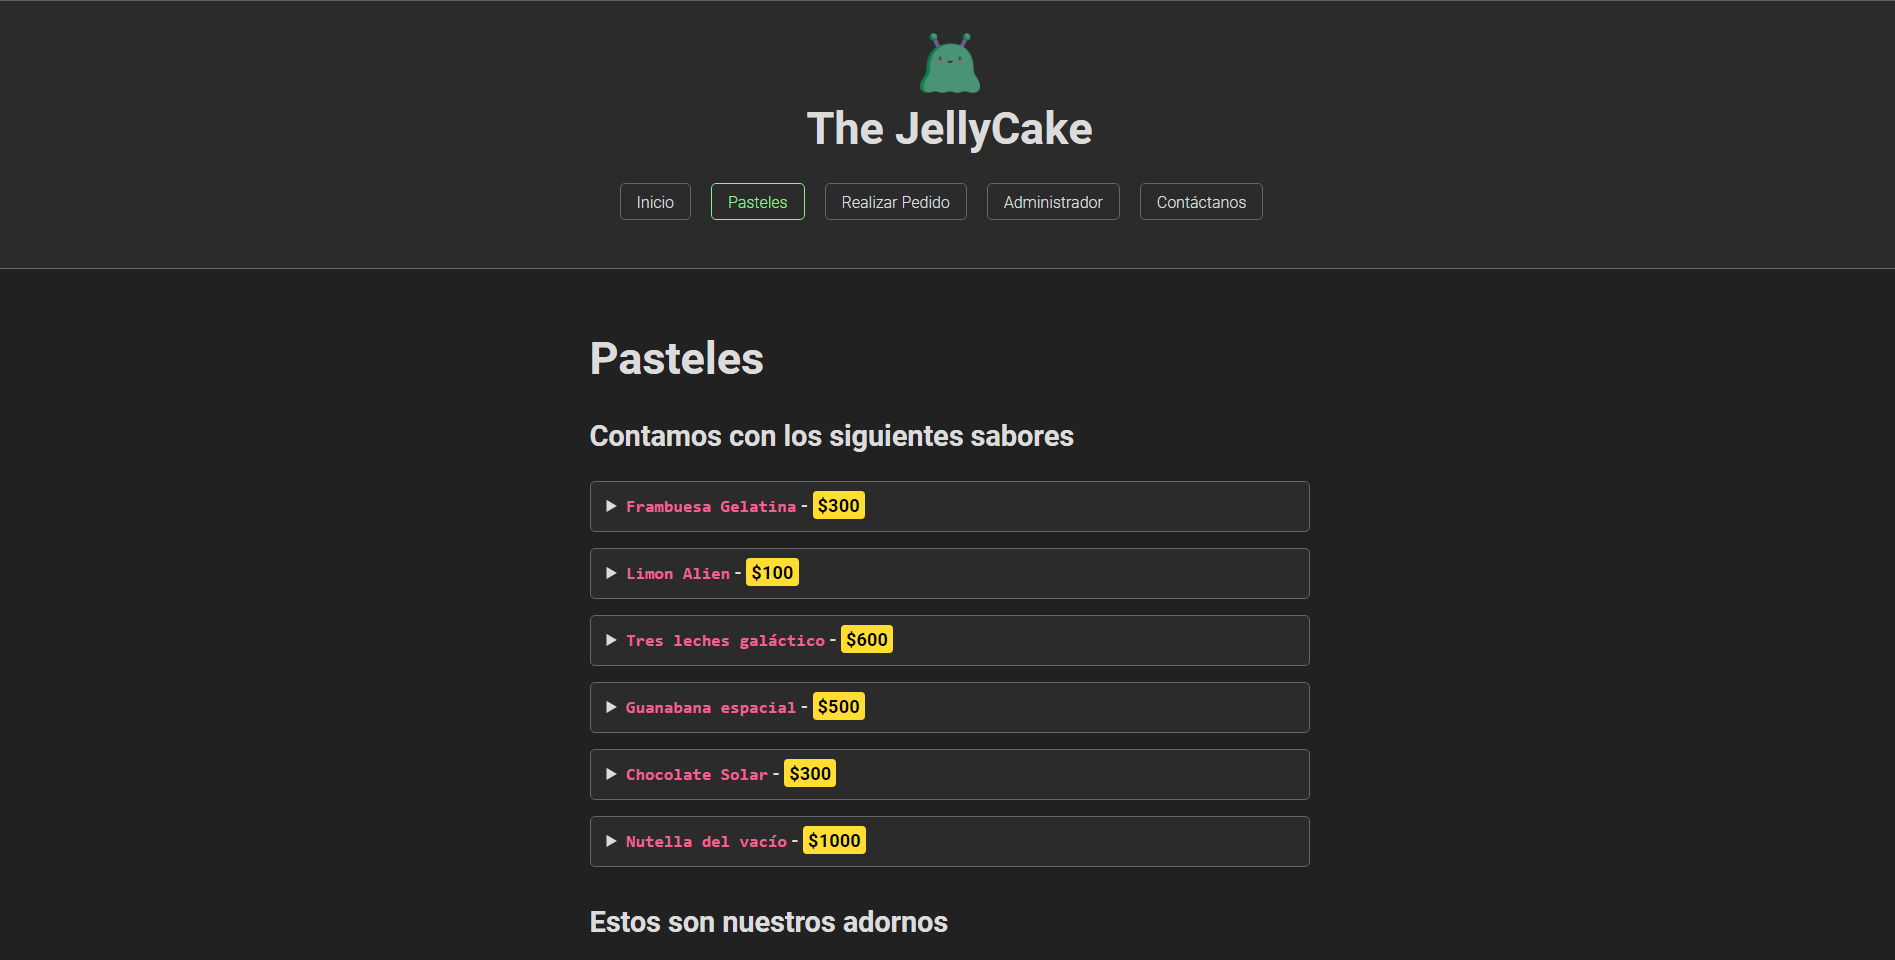 The JellyCake
Inicio Pasteles Realizar Pedido Administrador Contáctanos
Pasteles
Contamos con los siguientes sabores
Frambuesa Gelatina - $300
Limon Alien - $100
Tres leches galáctico - $600
Guanabana espacial - $500
Chocolate Solar - $300
Nutella del vacío - $1000
Estos son nuestros adornos